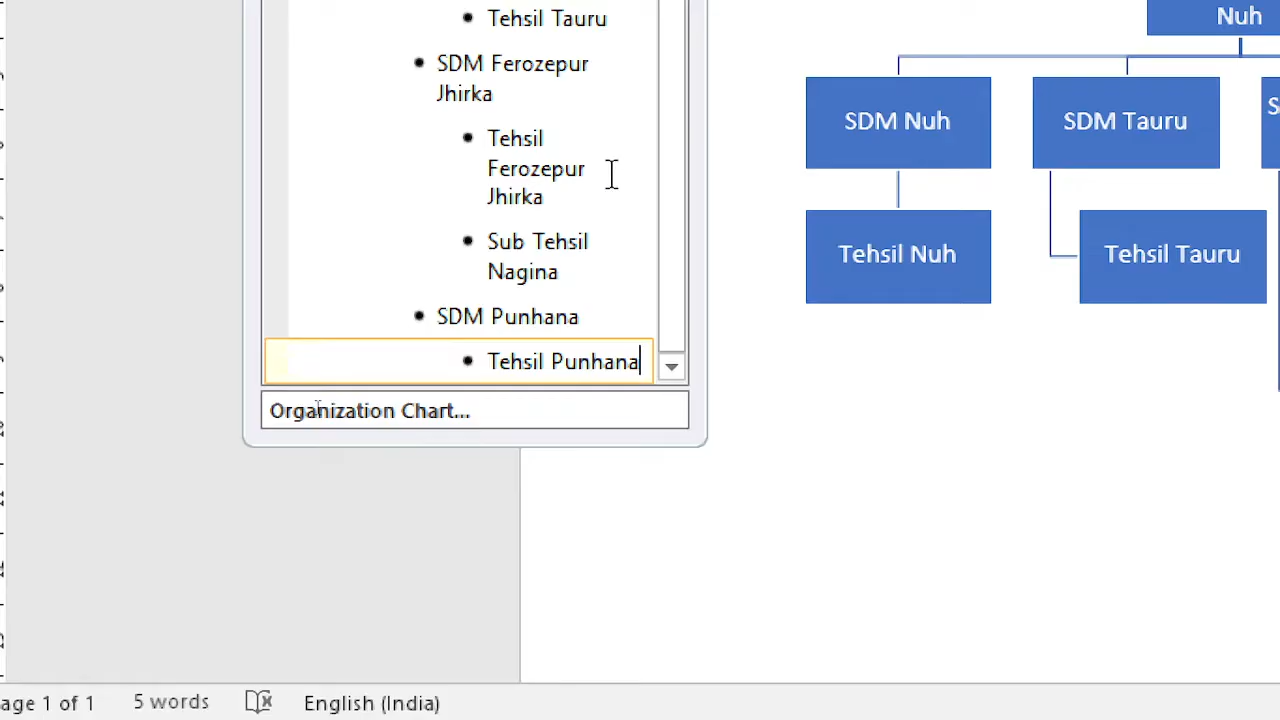 Tehsil Tauru
SDM Ferozepur
Jhirka
Tehsil
Ferozepur
Jhirka
Sub Tehsil
Nagina
SDM Punhana
Tehsil Punhana
Organization Chart...
Nuh
SDM Nuh
SDM Tauru
S
Tehsil Nuh
Tehsil Tauru
age 1 of 1
5 words
English (India)